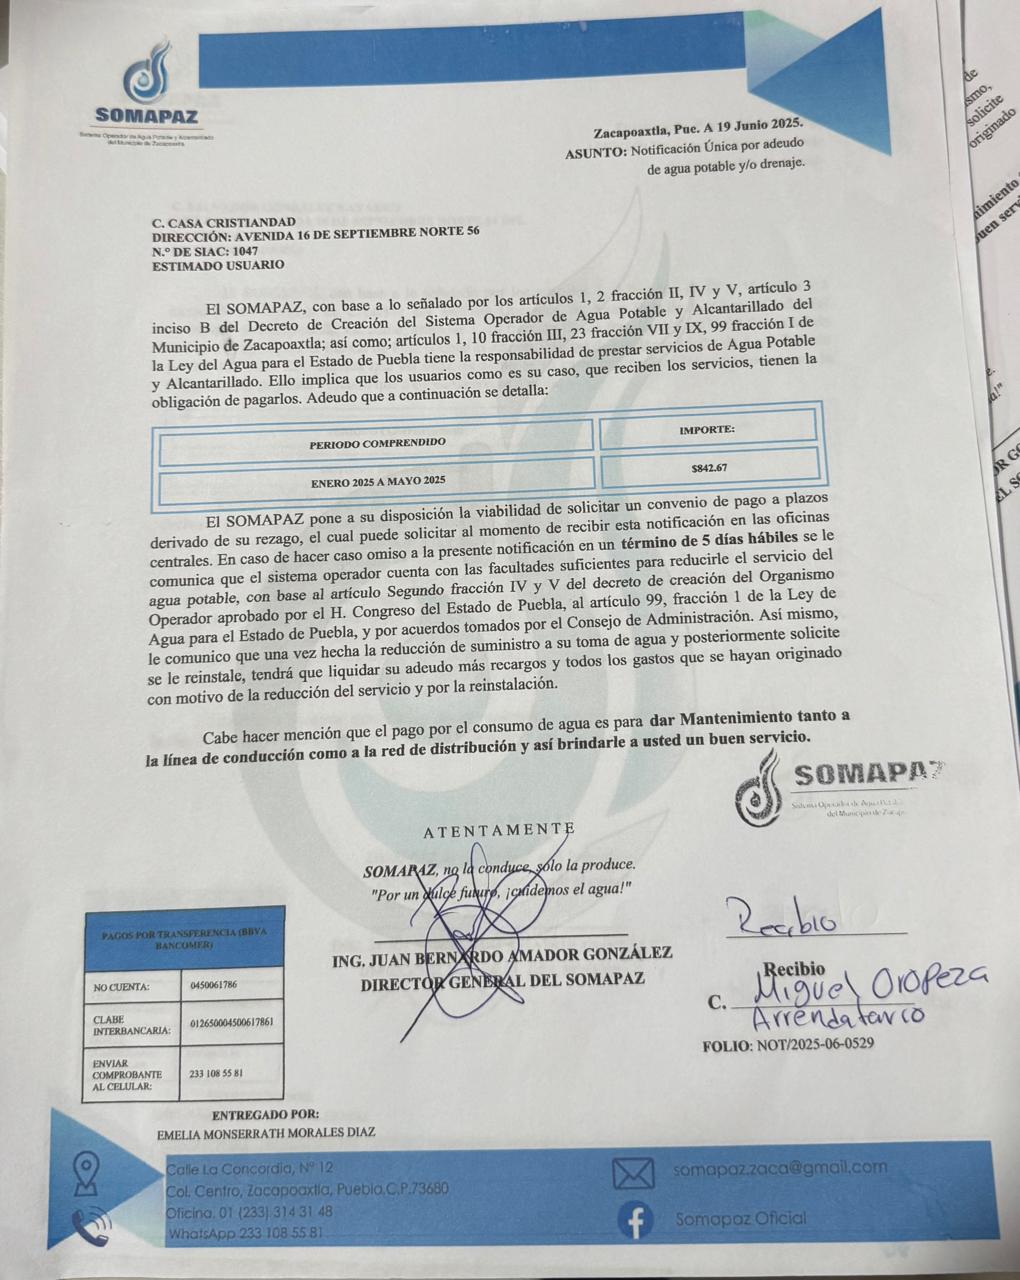 SOMAPAZ
Sistema Operador de Agua Potable y Alcantarillado
del Municipio de Zacapoaxtla
Zacapoaxtla, Pue. A 19 Junio 2025.
ASUNTO: Notificación Única por adeudo
de agua potable y/o drenaje.
C. CASA CRISTIANDAD
DIRECCIÓN: AVENIDA 16 DE SEPTIEMBRE NORTE 56
N.º DE SIAC: 1047
ESTIMADO USUARIO
El SOMAPAZ, con base a lo señalado por los artículos 1, 2 fracción II, IV y V, artículo 3
inciso B del Decreto de Creación del Sistema Operador de Agua Potable y Alcantarillado del
Municipio de Zacapoaxtla; así como; artículos 1, 10 fracción III, 23 fracción VII y IX, 99 fracción I de
la Ley del Agua para el Estado de Puebla tiene la responsabilidad de prestar servicios de Agua Potable
y Alcantarillado. Ello implica que los usuarios como es su caso, que reciben los servicios, tienen la
obligación de pagarlos. Adeudo que a continuación se detalla:
PERIODO COMPRENDIDO IMPORTE:
ENERO 2025 A MAYO 2025 $842.67
El SOMAPAZ pone a su disposición la viabilidad de solicitar un convenio de pago a plazos
derivado de su rezago, el cual puede solicitar al momento de recibir esta notificación en las oficinas
centrales. En caso de hacer caso omiso a la presente notificación en un término de 5 días hábiles se le
comunica que el sistema operador cuenta con las facultades suficientes para reducirle el servicio del
agua potable, con base al artículo Segundo fracción IV y V del decreto de creación del Organismo
Operador aprobado por el H. Congreso del Estado de Puebla, al artículo 99, fracción 1 de la Ley de
Agua para el Estado de Puebla, y por acuerdos tomados por el Consejo de Administración. Así mismo,
le comunico que una vez hecha la reducción de suministro a su toma de agua y posteriormente solicite
se le reinstale, tendrá que liquidar su adeudo más recargos y todos los gastos que se hayan originado
con motivo de la reducción del servicio y por la reinstalación.
Cabe hacer mención que el pago por el consumo de agua es para dar Mantenimiento tanto a
la línea de conducción como a la red de distribución y así brindarle a usted un buen servicio.
SOMAPAZ
Sistema Operador de Agua
del Municipio de
ATENTAMENTE
SOMAPAZ, no la conduce, sólo la produce.
"Por un dulce futuro, ¡cuidemos el agua!"
ING. JUAN BERNARDO AMADOR GONZÁLEZ
DIRECTOR GENERAL DEL SOMAPAZ
Recibio
Recibio
C. Miguel Oropeza
Arrendatario
FOLIO: NOT/2025-06-0529
PAGOS POR TRANSFERENCIA (BBVA
BANCOMER)
NO CUENTA: 0450061786
CLABE
INTERBANCARIA: 012650004500617861
ENVIAR
COMPROBANTE
AL CELULAR: 233 108 55 81
ENTREGADO POR:
EMELIA MONSERRATH MORALES DIAZ
Calle La Concordia, Nº 12
Col. Centro, Zacapoaxtla, Puebla.C.P.73680
Oficina. 01 (233) 314 31 48
WhatsApp 233 108 55 81
somapaz.zaca@gmail.com
Somapaz Oficial
de
solicite
originado